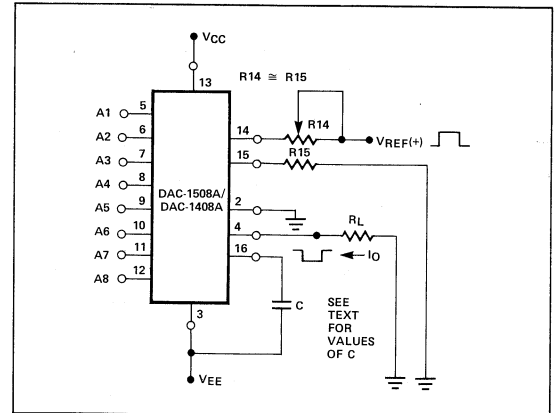 VCC
13
R14 ≅ R15
A1 5
A2 6
A3 7
A4 8
A5 9
A6 10
A7 11
A8 12
DAC-1508A/
DAC-1408A
14
R14
VREF(+)
15
R15
2
4
RL
IO
16
C
SEE
TEXT
FOR
VALUES
OF C
3
VEE